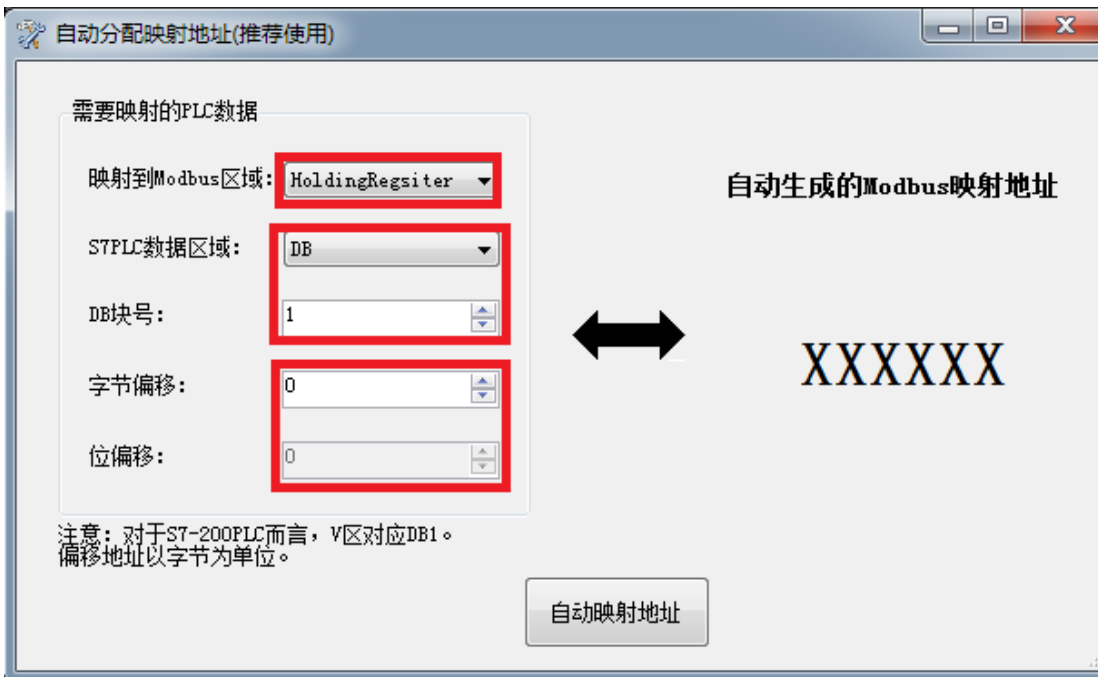 自动分配映射地址(推荐使用)
需要映射的PLC数据
映射到Modbus区域: HoldingRegsiter
S7PLC数据区域: DB
DB块号: 1
字节偏移: 0
位偏移: 0
注意: 对于S7-200PLC而言，V区对应DB1。
偏移地址以字节为单位。
自动生成的Modbus映射地址
XXXXXX
自动映射地址